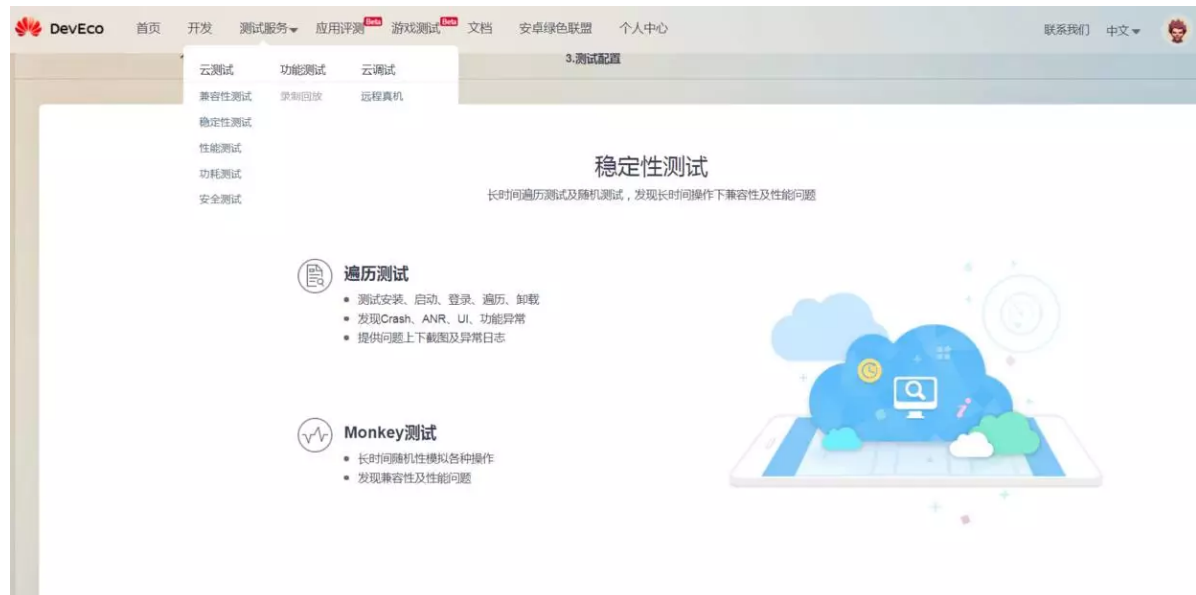 DevEco 首页 开发 测试服务 应用评测 Beta 游戏测试 Beta 文档 安卓绿色联盟 个人中心 联系我们 中文
3.测试配置
云测试 功能测试 云调试
兼容性测试 录制回放 远程真机
稳定性测试
性能测试
功耗测试
安全测试
稳定性测试
长时间遍历测试及随机测试，发现长时间操作下兼容性及性能问题
遍历测试
测试安装、启动、登录、遍历、卸载
发现Crash、ANR、UI、功能异常
提供问题上下截图及异常日志
Monkey测试
长时间随机性模拟各种操作
发现兼容性及性能问题